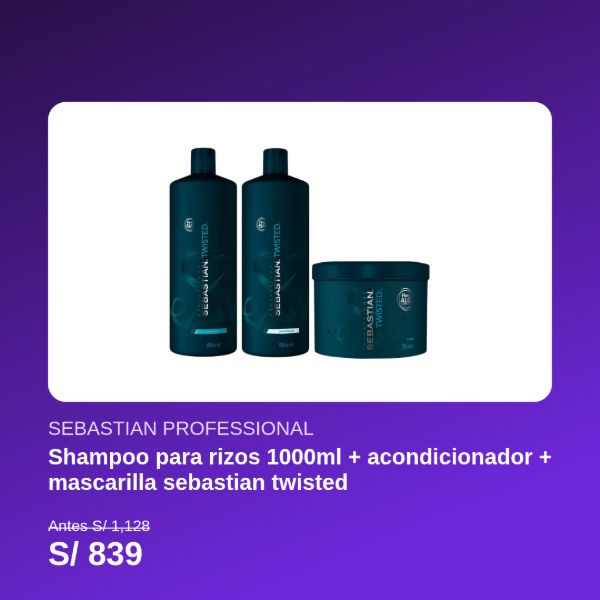 SEBASTIAN.
TWISTED.
SEBASTIAN.
TWISTED.
SEBASTIAN.
TWISTED.
SEBASTIAN PROFESSIONAL
Shampoo para rizos 1000ml + acondicionador +
mascarilla sebastian twisted
Antes S/ 1,128
S/ 839